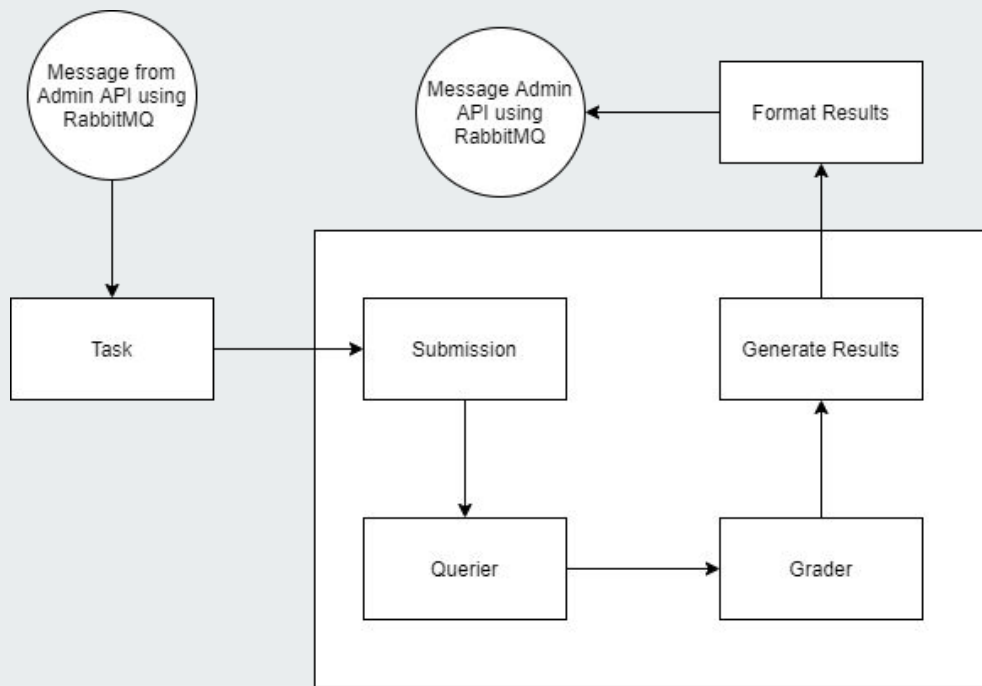 Message from
Admin API using
RabbitMQ
Message Admin
API using
RabbitMQ
Format Results
Task
Submission
Generate Results
Querier
Grader